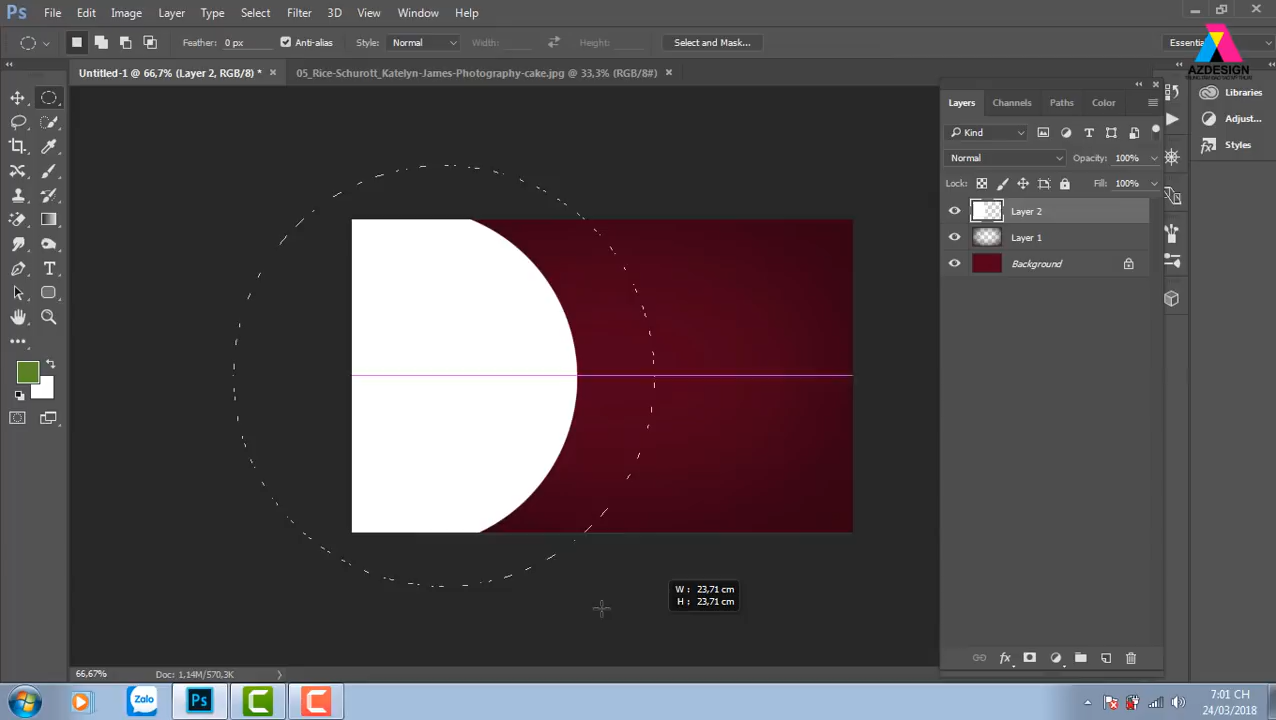 Ps File Edit Image Layer Type Select Filter 3D View Window Help
Feather: 0 px Anti-alias Style: Normal Width: Height: Select and Mask... Essentia
AZDESIGN
Untitled-1 @ 66,7% (Layer 2, RGB/8) * × 05_Rice-Schurott_Katelyn-James-Photography-cake.jpg @ 33,3% (RGB/8#) ×
Layers Channels Paths Color
Kind
Normal Opacity: 100%
Lock: Fill: 100%
Layer 2
Layer 1
Background
Libraries
Adjust...
Styles
W : 23,71 cm
H : 23,71 cm
66,67% Doc: 1,14M/570,3K
Zalo
Ps
7:01 CH
24/03/2018